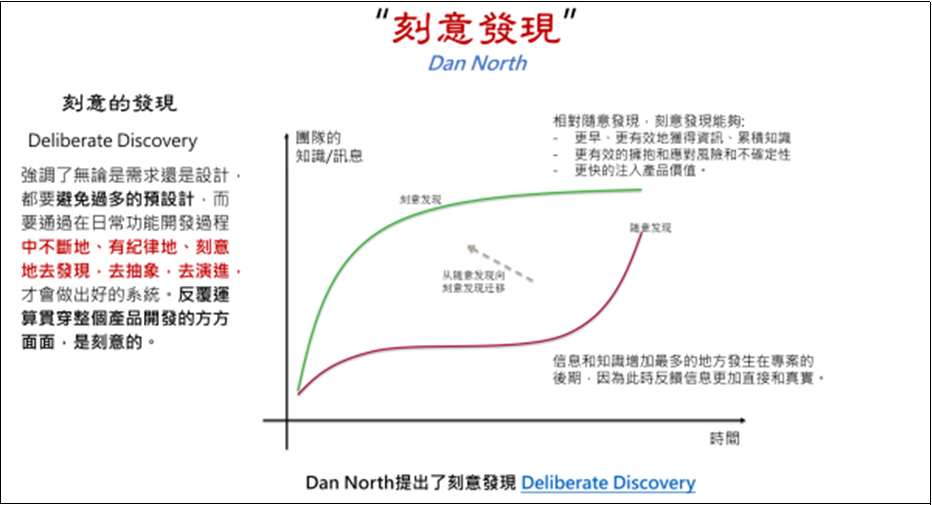 “刻意發現”
Dan North
刻意的發現
Deliberate Discovery
強調了無論是需求還是設計，
都要避免過多的預設計，而
要通過在日常功能開發過程
中不斷地、有紀律地、刻意
地去發現，去抽象，去演進，
才會做出好的系統。反覆運
算貫穿整個產品開發的方方
面面，是刻意的。
團隊的
知識/訊息
相對隨意發現，刻意發現能夠:
- 更早、更有效地獲得資訊、累積知識
- 更有效的擁抱和應對風險和不確定性
- 更快的注入產品價值。
刻意发现
随意发现
从随意发现向
刻意发现迁移
信息和知識增加最多的地方發生在專案的
後期，因為此時反饋信息更加直接和真實。
時間
Dan North提出了刻意發現 Deliberate Discovery